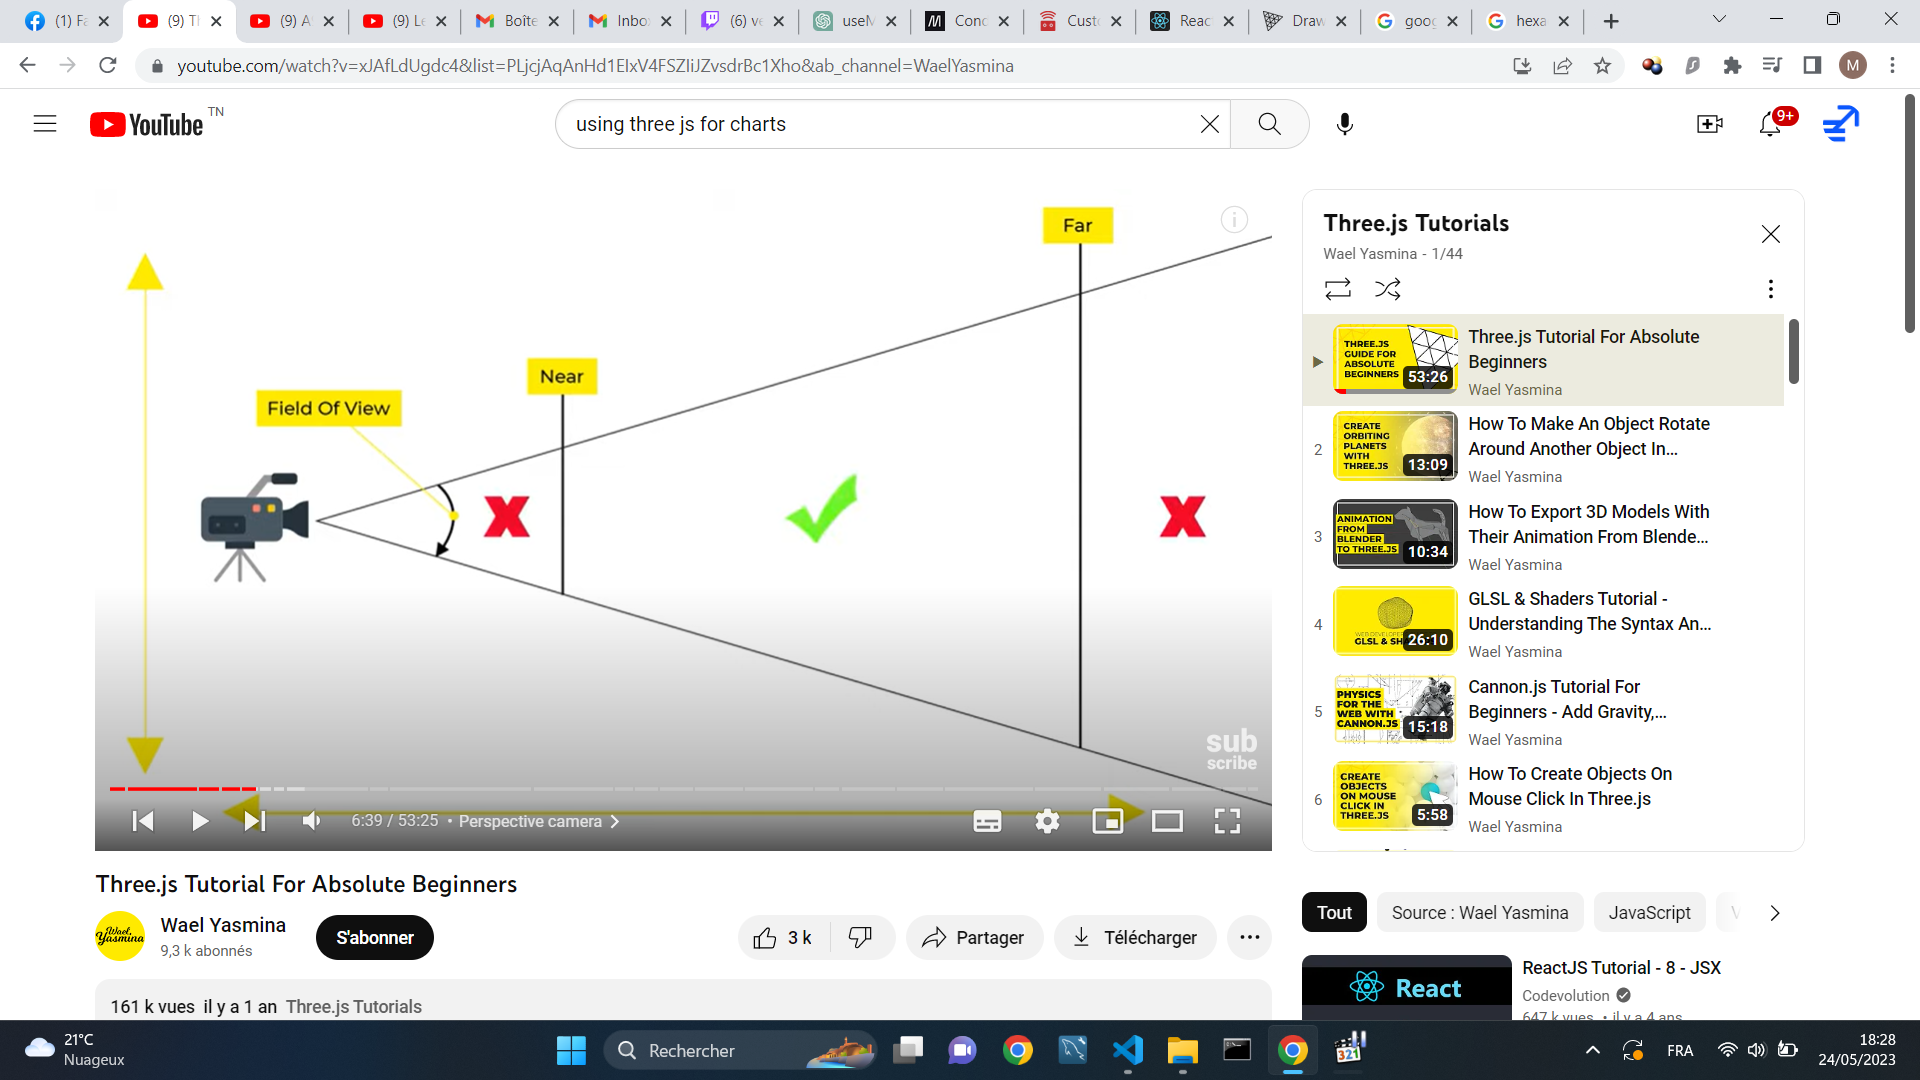 (1) Fa
(9) Tl
(9) A
(9) Le
Boîte
Inbo
(6) ve
useM
Conc
Custo
Reac
Draw
goog
hexa
youtube.com/watch?v=xJAfLdUgdc4&list=PLjcjAqAnHd1EIxV4FSZIiJZvsdrBc1Xho&ab_channel=WaelYasmina
M
YouTube TN
using three js for charts
9+
Far
Near
Field Of View
X
X
sub
scribe
6:39 / 53:25 • Perspective camera
Three.js Tutorials
Wael Yasmina - 1/44
THREE.JS
GUIDE FOR
ABSOLUTE
BEGINNERS
53:26
Three.js Tutorial For Absolute
Beginners
Wael Yasmina
2
CREATE
ORBITING
PLANETS
WITH
THREE.JS
13:09
How To Make An Object Rotate
Around Another Object In...
Wael Yasmina
3
ANIMATION
FROM
BLENDER
TO THREE.JS
10:34
How To Export 3D Models With
Their Animation From Blende...
Wael Yasmina
4
GLSL & SH
26:10
GLSL & Shaders Tutorial -
Understanding The Syntax An...
Wael Yasmina
5
PHYSICS
FOR THE
WEB WITH
CANNON.JS
15:18
Cannon.js Tutorial For
Beginners - Add Gravity,...
Wael Yasmina
6
CREATE
OBJECTS
ON MOUSE
CLICK IN
THREE.JS
5:58
How To Create Objects On
Mouse Click In Three.js
Wael Yasmina
Three.js Tutorial For Absolute Beginners
Wael Yasmina
Wael Yasmina
9,3 k abonnés
S'abonner
3 k
Partager
Télécharger
161 k vues il y a 1 an Three.js Tutorials
Tout
Source : Wael Yasmina
JavaScript
React
ReactJS Tutorial - 8 - JSX
Codevolution
647 k vues • il y a 4 ans
21°C
Nuageux
Rechercher
321
FRA
18:28
24/05/2023